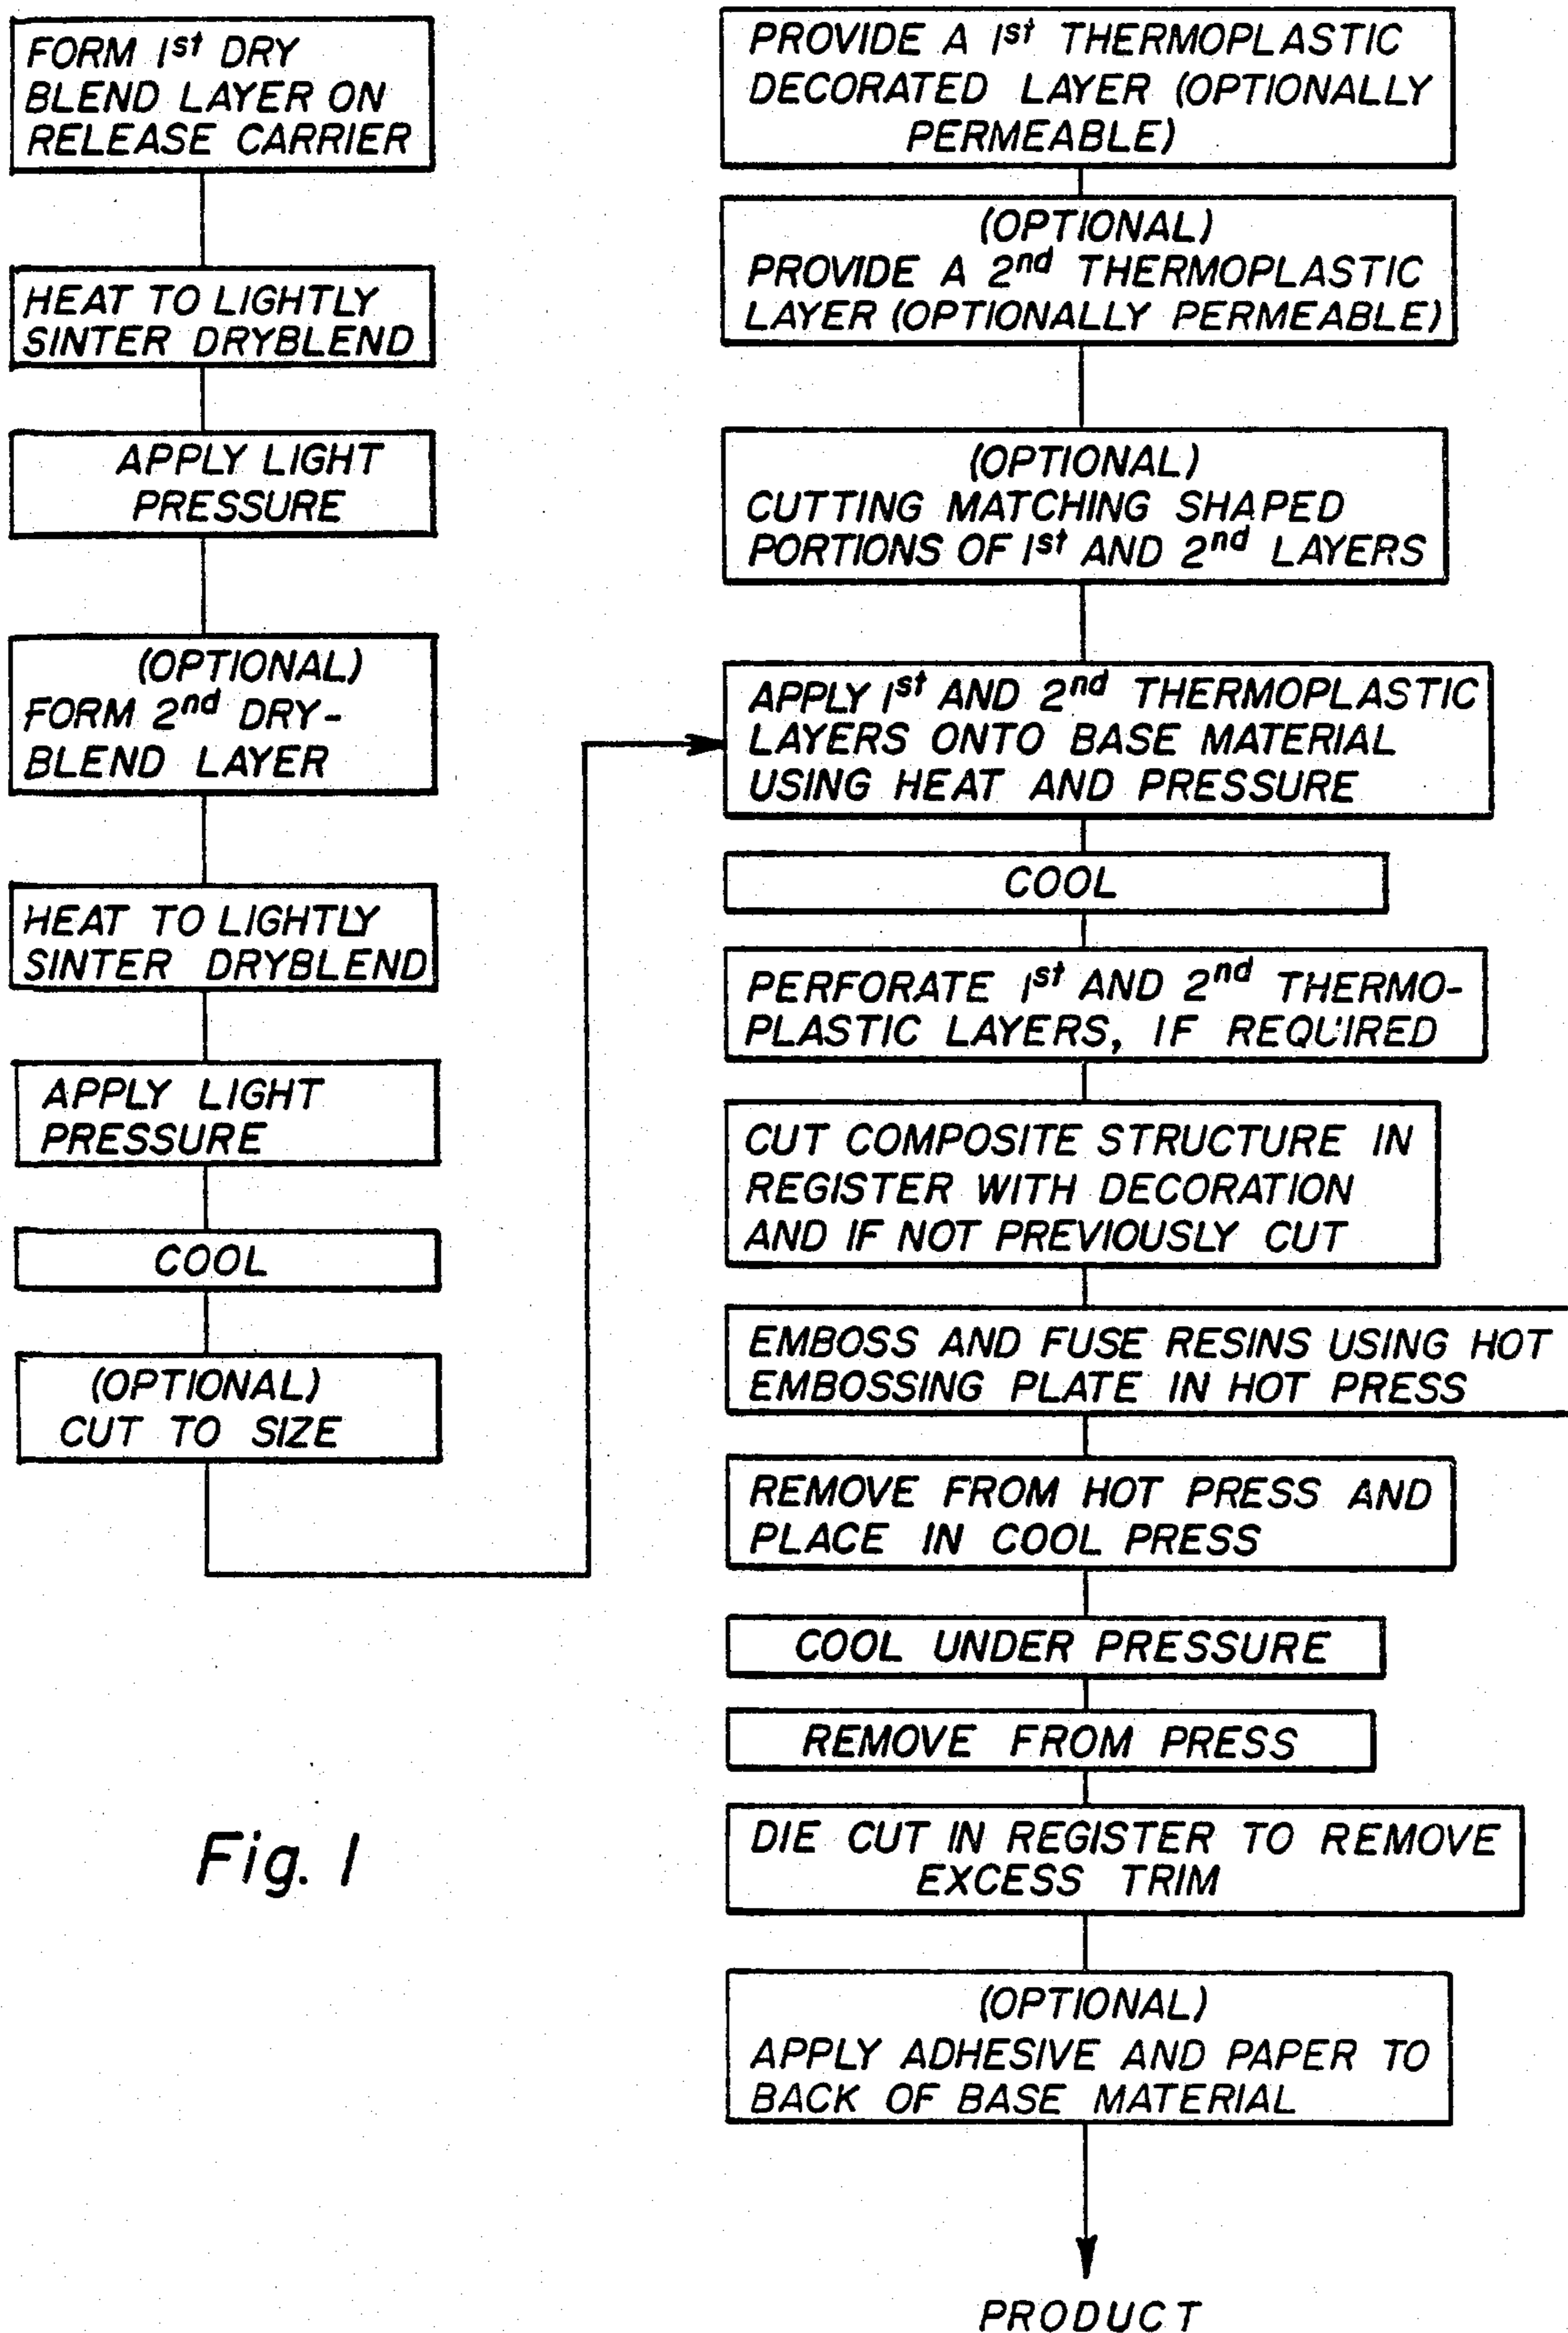 FORM 1st DRY
BLEND LAYER ON
RELEASE CARRIER
HEAT TO LIGHTLY
SINTER DRYBLEND
APPLY LIGHT
PRESSURE
(OPTIONAL)
FORM 2nd DRY-
BLEND LAYER
HEAT TO LIGHTLY
SINTER DRYBLEND
APPLY LIGHT
PRESSURE
COOL
(OPTIONAL)
CUT TO SIZE
PROVIDE A 1st THERMOPLASTIC
DECORATED LAYER (OPTIONALLY
PERMEABLE)
(OPTIONAL)
PROVIDE A 2nd THERMOPLASTIC
LAYER (OPTIONALLY PERMEABLE)
(OPTIONAL)
CUTTING MATCHING SHAPED
PORTIONS OF 1st AND 2nd LAYERS
APPLY 1st AND 2nd THERMOPLASTIC
LAYERS ONTO BASE MATERIAL
USING HEAT AND PRESSURE
COOL
PERFORATE 1st AND 2nd THERMO-
PLASTIC LAYERS, IF REQUIRED
CUT COMPOSITE STRUCTURE IN
REGISTER WITH DECORATION
AND IF NOT PREVIOUSLY CUT
EMBOSS AND FUSE RESINS USING HOT
EMBOSSING PLATE IN HOT PRESS
REMOVE FROM HOT PRESS AND
PLACE IN COOL PRESS
COOL UNDER PRESSURE
REMOVE FROM PRESS
DIE CUT IN REGISTER TO REMOVE
EXCESS TRIM
(OPTIONAL)
APPLY ADHESIVE AND PAPER TO
BACK OF BASE MATERIAL
PRODUCT
Fig. 1